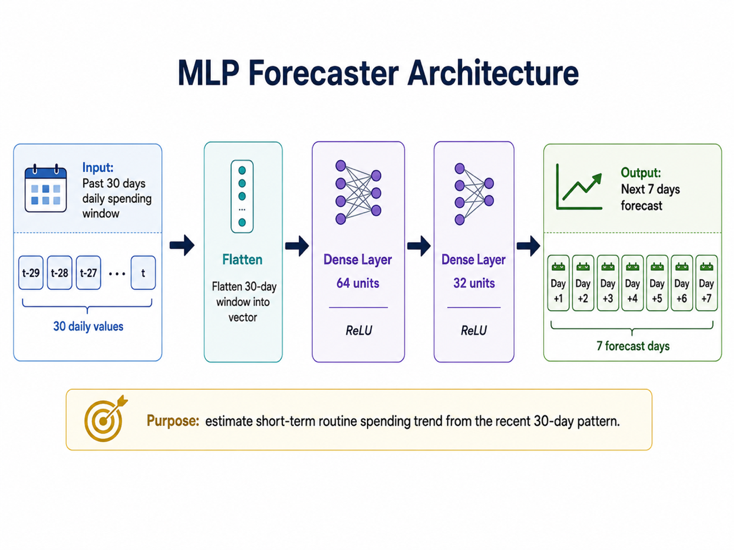 MLP Forecaster Architecture
Input:
Past 30 days
daily spending
window
t-29 t-28 t-27 ... t
30 daily values
...
Flatten
Flatten 30-day
window into
vector
Dense Layer
64 units
ReLU
Dense Layer
32 units
ReLU
Output:
Next 7 days
forecast
Day Day Day Day Day Day Day
+1 +2 +3 +4 +5 +6 +7
7 forecast days
Purpose: estimate short-term routine spending trend from the recent 30-day pattern.